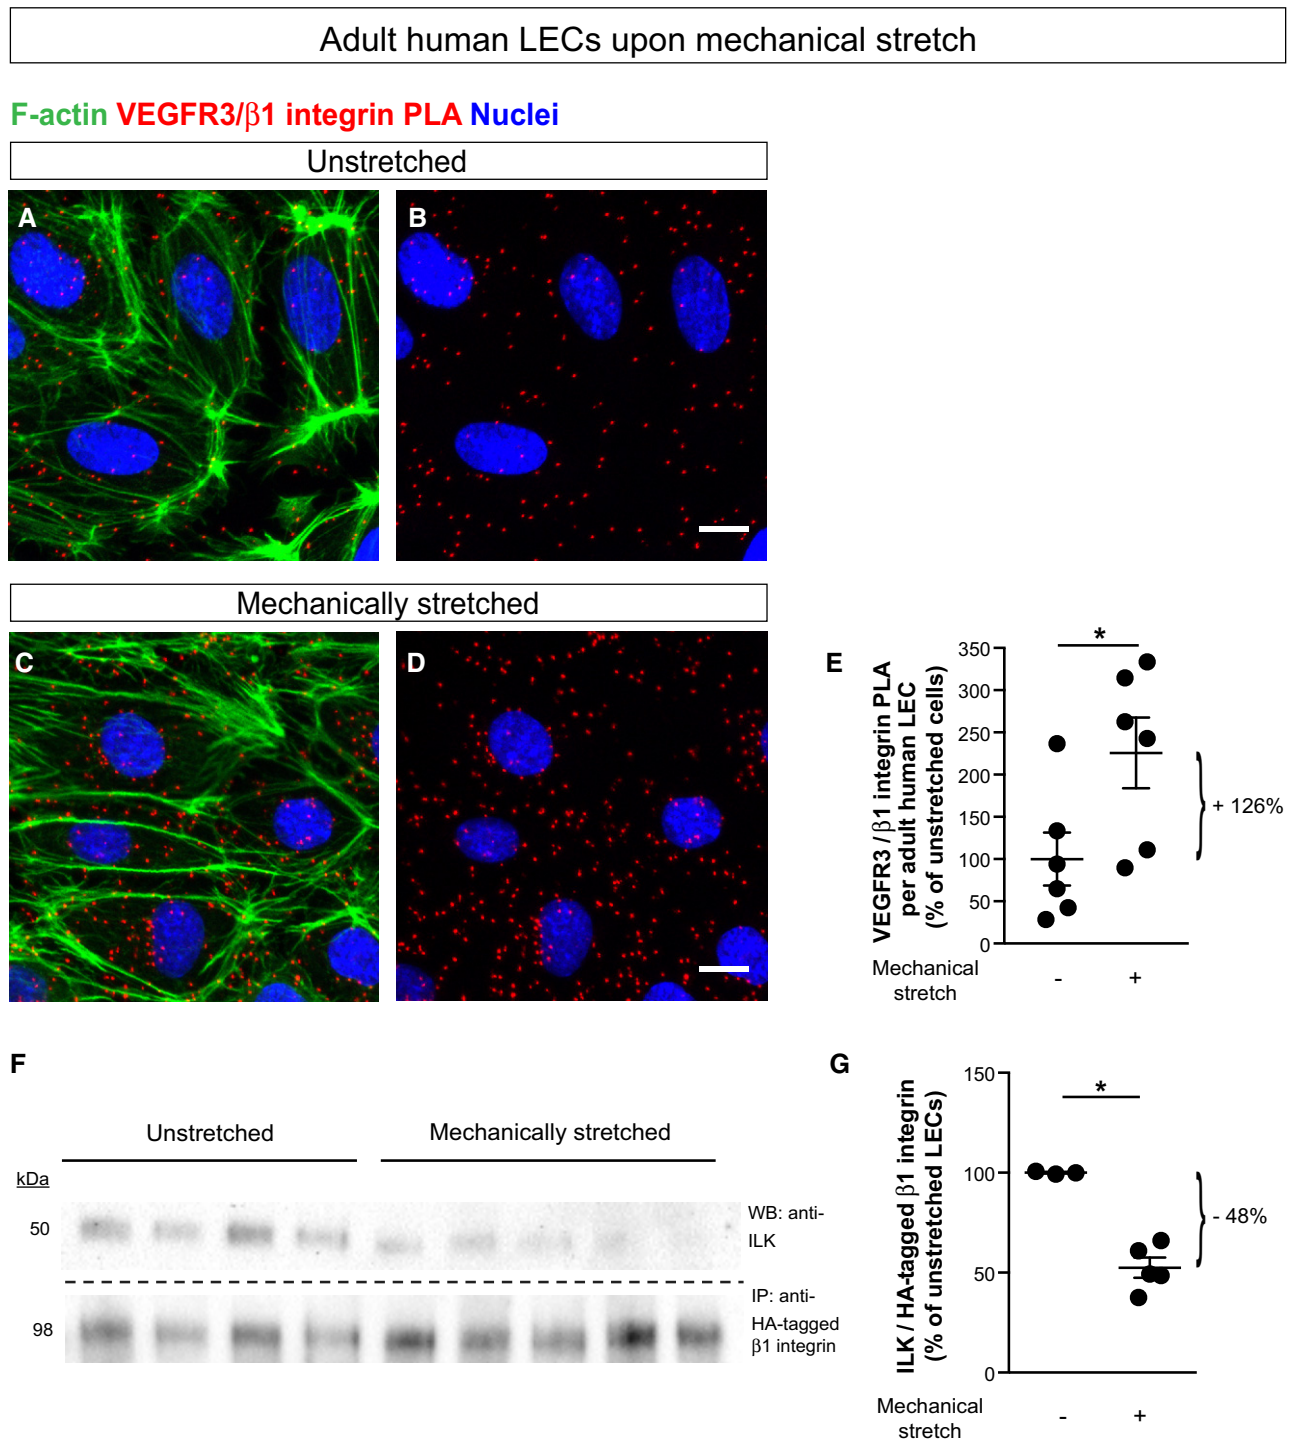 Adult human LECs upon mechanical stretch
F-actin VEGFR3/β1 integrin PLA Nuclei
Unstretched
A
B
Mechanically stretched
C
D
E
VEGFR3 / β1 integrin PLA
per adult human LEC
(% of unstretched cells)
350
300
250
200
150
100
50
0
*
+ 126%
Mechanical
stretch
- +
F
Unstretched
Mechanically stretched
kDa
50
WB: anti-
ILK
98
IP: anti-
HA-tagged
β1 integrin
G
ILK / HA-tagged β1 integrin
(% of unstretched LECs)
150
100
50
0
*
- 48%
Mechanical
stretch
- +